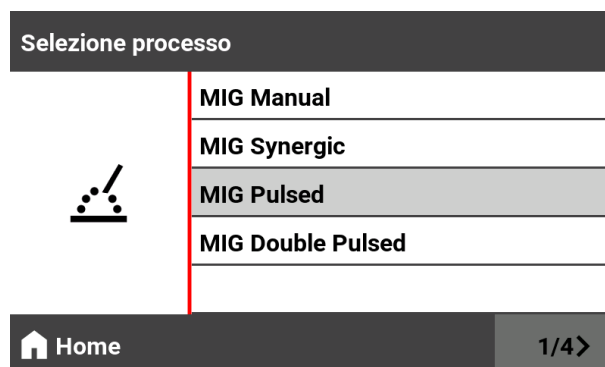 Selezione processo
MIG Manual
MIG Synergic
MIG Pulsed
MIG Double Pulsed
Home
1/4>